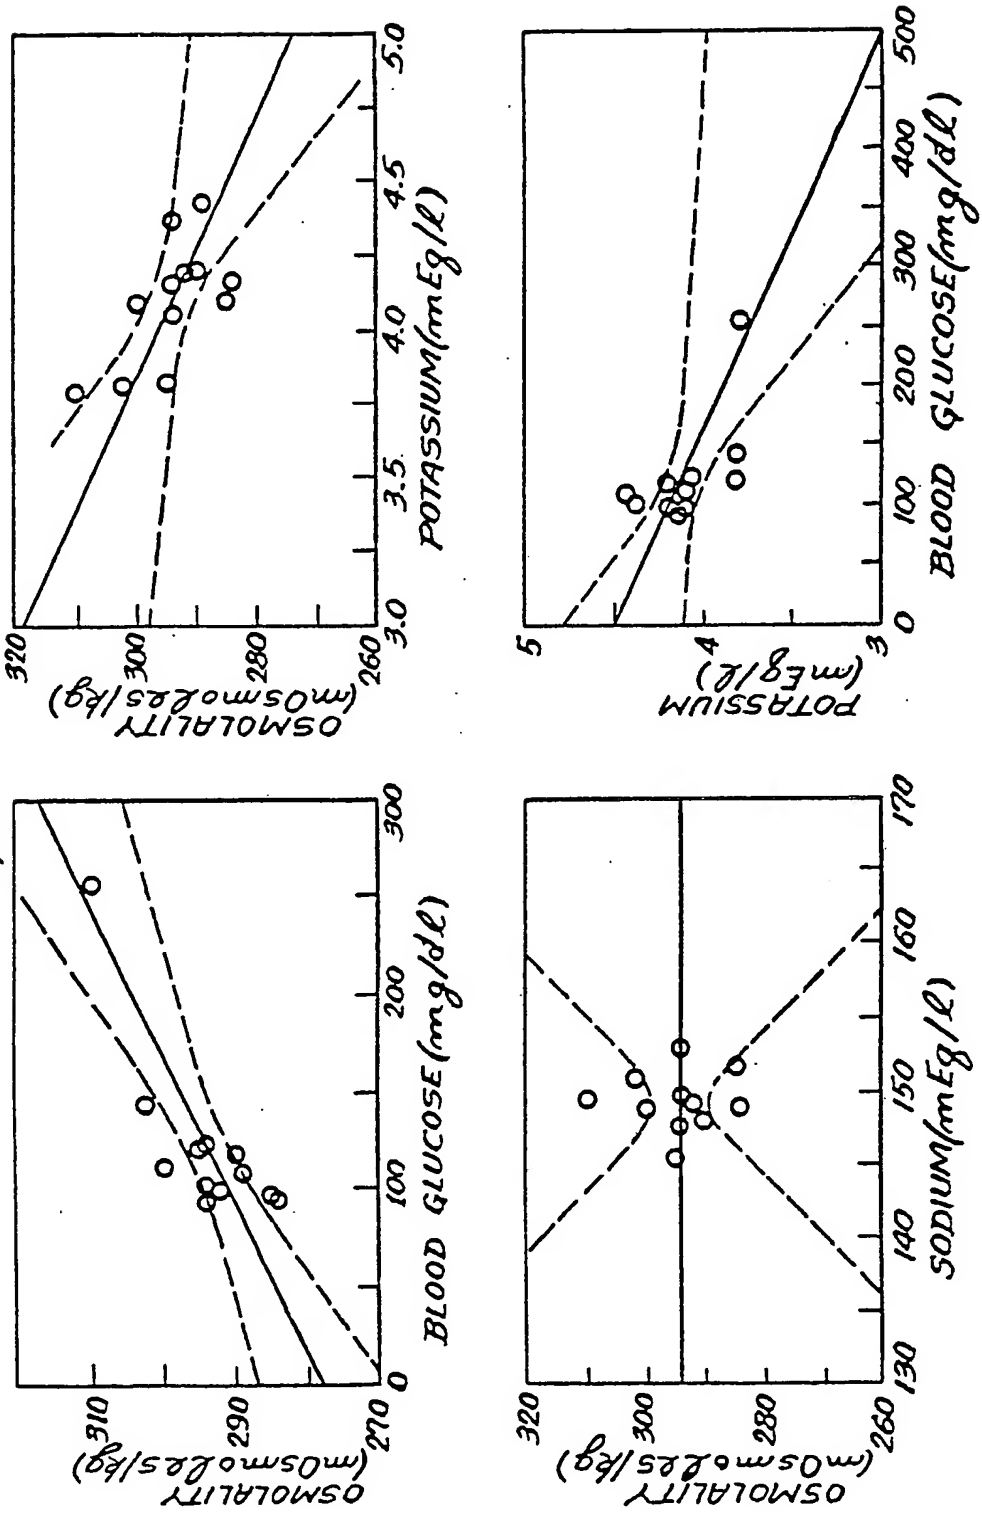 OSMOLALITY
(mOsmoles/kg)
310
290
270
0 100 200 300
BLOOD GLUCOSE (mg/dl)
OSMOLALITY
(mOsmoles/kg)
320
300
280
260
3.0 3.5 4.0 4.5 5.0
POTASSIUM (mEq/l)
OSMOLALITY
(mOsmoles/kg)
320
300
280
260
130 140 150 160 170
SODIUM (mEq/l)
POTASSIUM
(mEq/l)
5
4
3
0 100 200 300 400 500
BLOOD GLUCOSE (mg/dl)